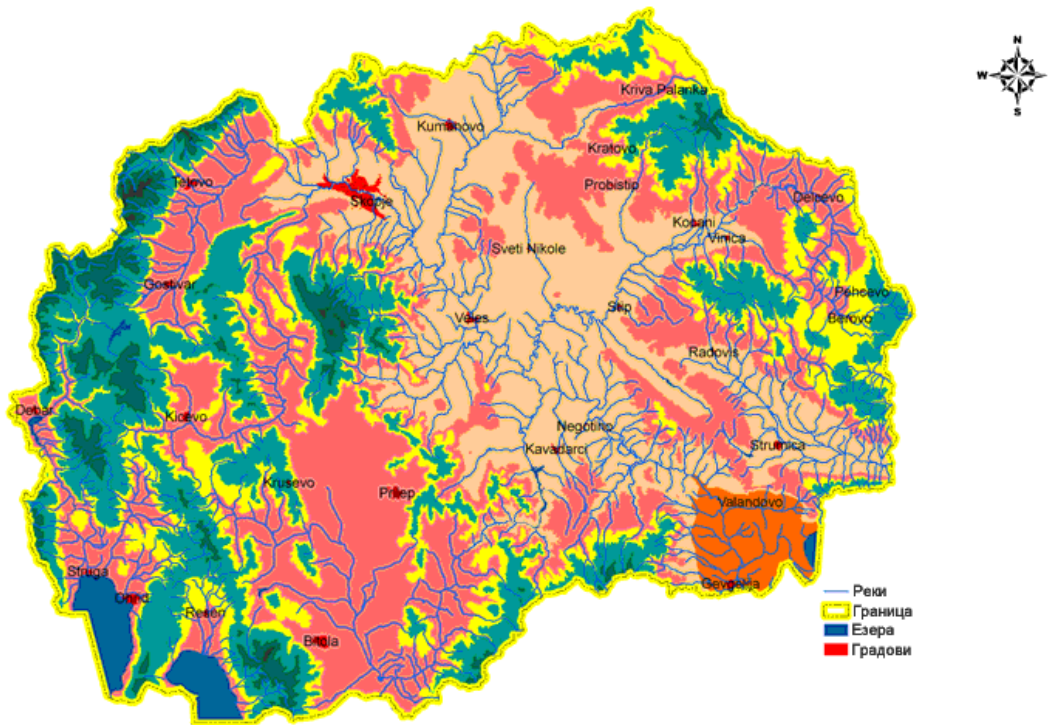 N
W
S
Kriva Palanka
Kumanovo
Kratovo
Probistip
Tetovo
Delcevo
Skopje
Kocani
Vinica
Sveti Nikole
Gostivar
Pehcevo
Stip
Veles
Berovo
Radovis
Debar
Kicevo
Negotino
Strumica
Kavadarci
Krusevo
Prilep
Valandovo
Struga
Gevgelija
Ohrid
Resen
Bitola
Реки
Граница
Езера
Градови